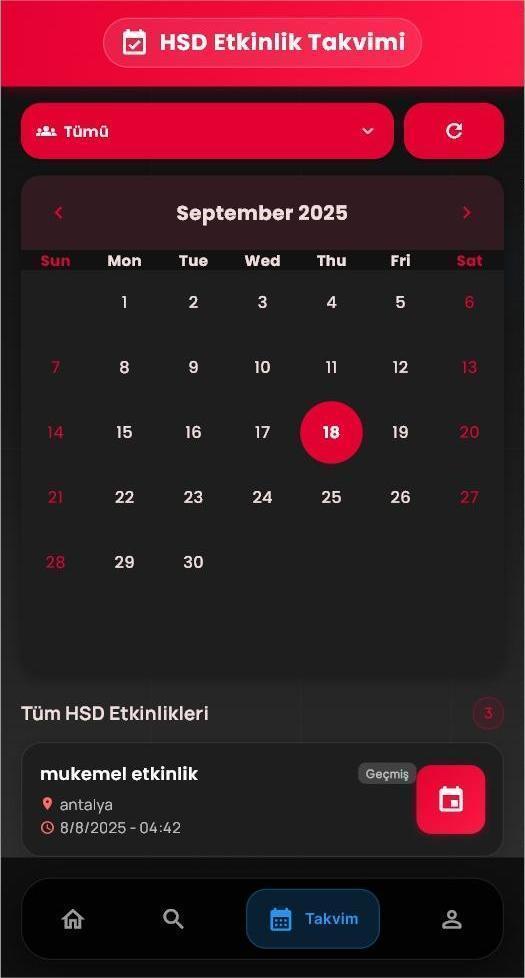 HSD Etkinlik Takvimi
Tümü
September 2025
Sun Mon Tue Wed Thu Fri Sat
1 2 3 4 5 6
7 8 9 10 11 12 13
14 15 16 17 18 19 20
21 22 23 24 25 26 27
28 29 30
Tüm HSD Etkinlikleri 3
mukemel etkinlik Geçmiş
antalya
8/8/2025 - 04:42
Takvim